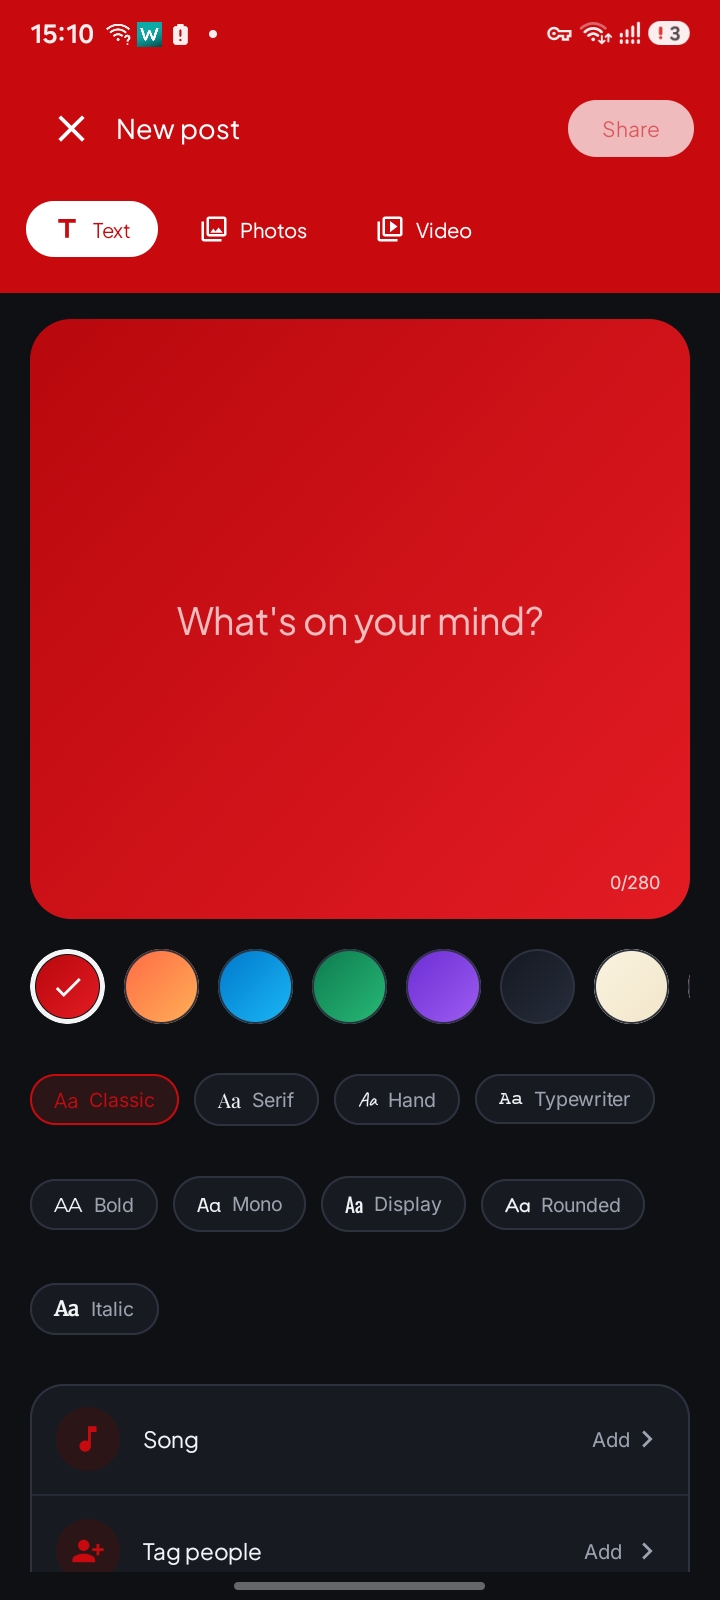 15:10 W 3
New post Share
Text Photos Video
What's on your mind?
0/280
Aa Classic Aa Serif Aa Hand Aa Typewriter
AA Bold Aa Mono Aa Display Aa Rounded
Aa Italic
Song Add
Tag people Add